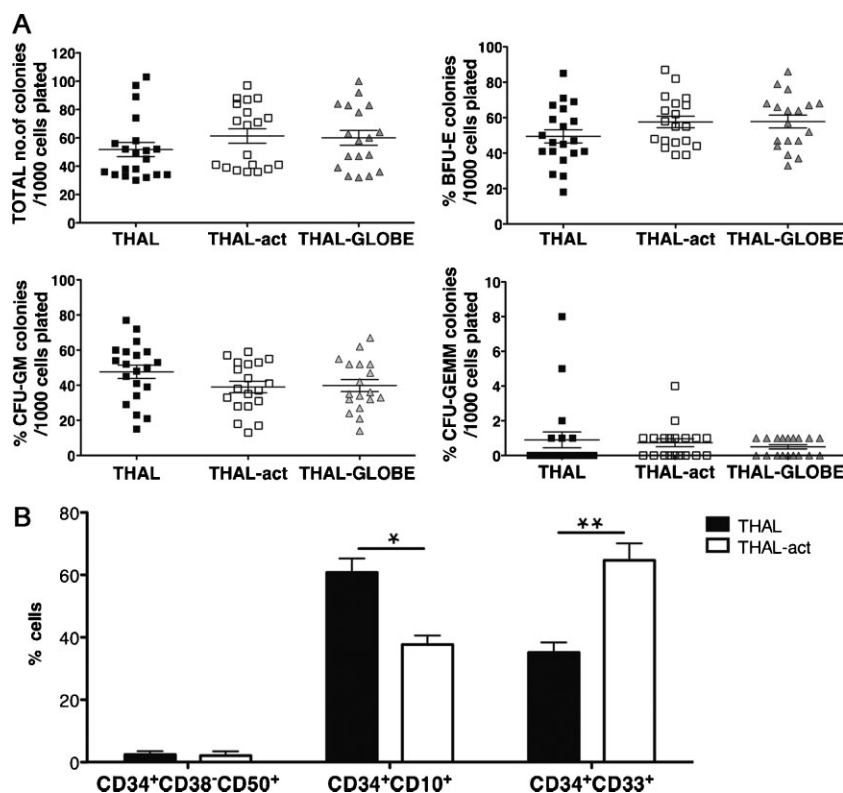 A
TOTAL no.of colonies
/1000 cells plated
120
100
80
60
40
20
0
THAL THAL-act THAL-GLOBE
% BFU-E colonies
/1000 cells plated
100
80
60
40
20
0
THAL THAL-act THAL-GLOBE
% CFU-GM colonies
/1000 cells plated
100
80
60
40
20
0
THAL THAL-act THAL-GLOBE
% CFU-GEMM colonies
/1000 cells plated
10
8
6
4
2
0
THAL THAL-act THAL-GLOBE
B
% cells
80
60
40
20
0
* **
THAL
THAL-act
CD34⁺CD38⁻CD50⁺ CD34⁺CD10⁺ CD34⁺CD33⁺